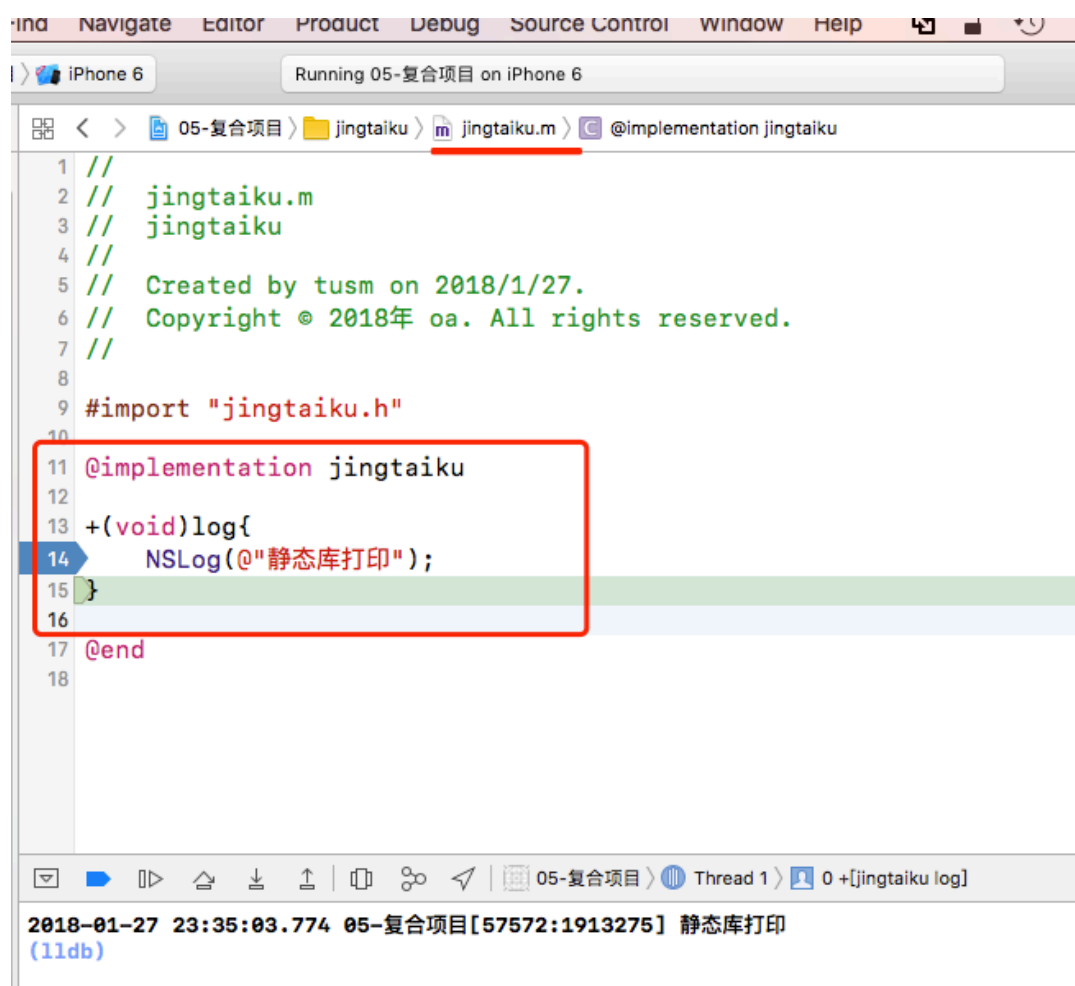 Find Navigate Editor Product Debug Source Control Window Help
iPhone 6 Running 05-复合项目 on iPhone 6
05-复合项目 jingtaiku jingtaiku.m @implementation jingtaiku
1 //
2 //  jingtaiku.m
3 //  jingtaiku
4 //
5 //  Created by tusm on 2018/1/27.
6 //  Copyright © 2018年 oa. All rights reserved.
7 //
8
9 #import "jingtaiku.h"
10
11 @implementation jingtaiku
12
13 +(void)log{
14     NSLog(@"静态库打印");
15 }
16
17 @end
18
05-复合项目 Thread 1 0 +[jingtaiku log]
2018-01-27 23:35:03.774 05-复合项目[57572:1913275] 静态库打印
(lldb)